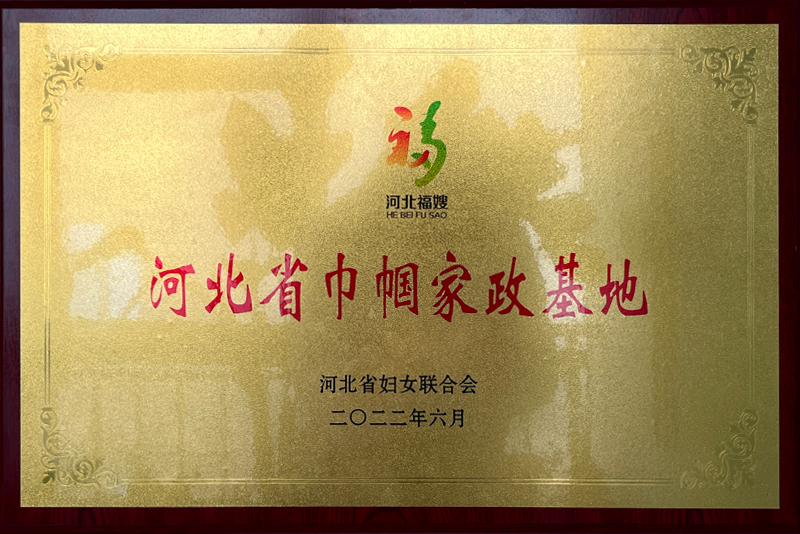 福
河北福嫂
HE BEI FU SAO
河北省巾帼家政基地
河北省妇女联合会
二〇二二年六月